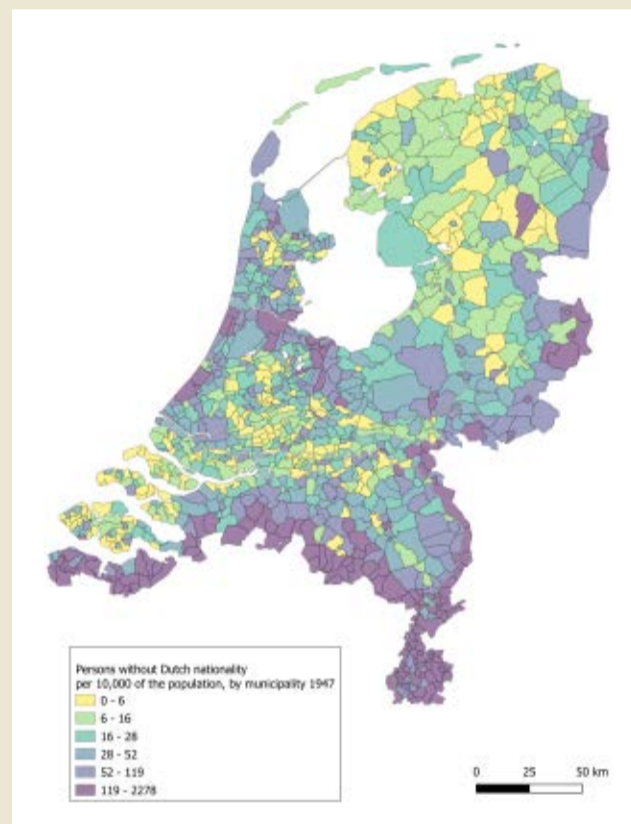 Persons without Dutch nationality
per 10,000 of the population, by municipality 1947
0 - 6
6 - 16
16 - 28
28 - 52
52 - 119
119 - 2278
0 25 50 km